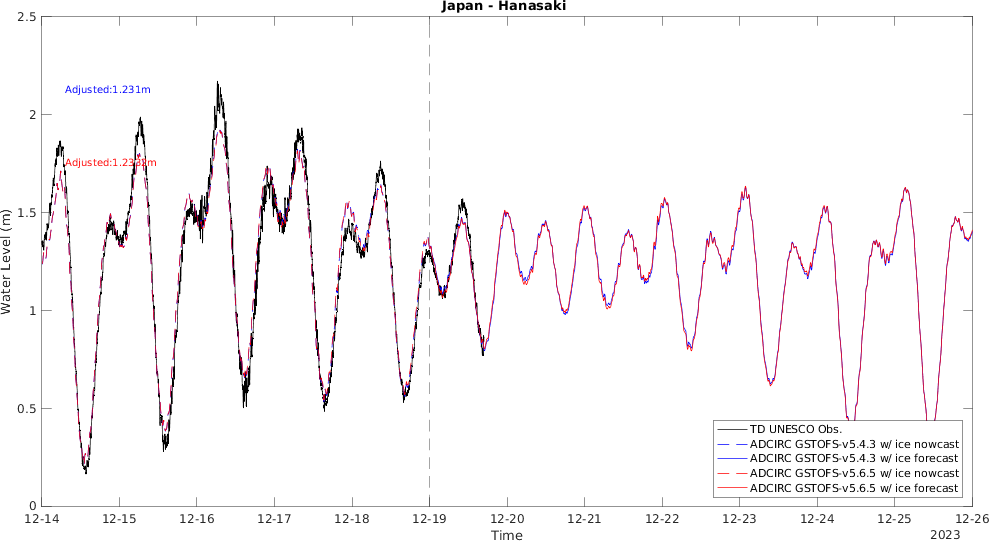 Japan - Hanasaki
2.5
2
1.5
1
0.5
0
Water Level (m)
Adjusted:1.231m
TD UNESCO Obs.
ADCIRC GSTOFS-v5.4.3 w/ ice nowcast
ADCIRC GSTOFS-v5.4.3 w/ ice forecast
ADCIRC GSTOFS-v5.6.5 w/ ice nowcast
ADCIRC GSTOFS-v5.6.5 w/ ice forecast
12-14 12-15 12-16 12-17 12-18 12-19 12-20 12-21 12-22 12-23 12-24 12-25 12-26
Time
2023